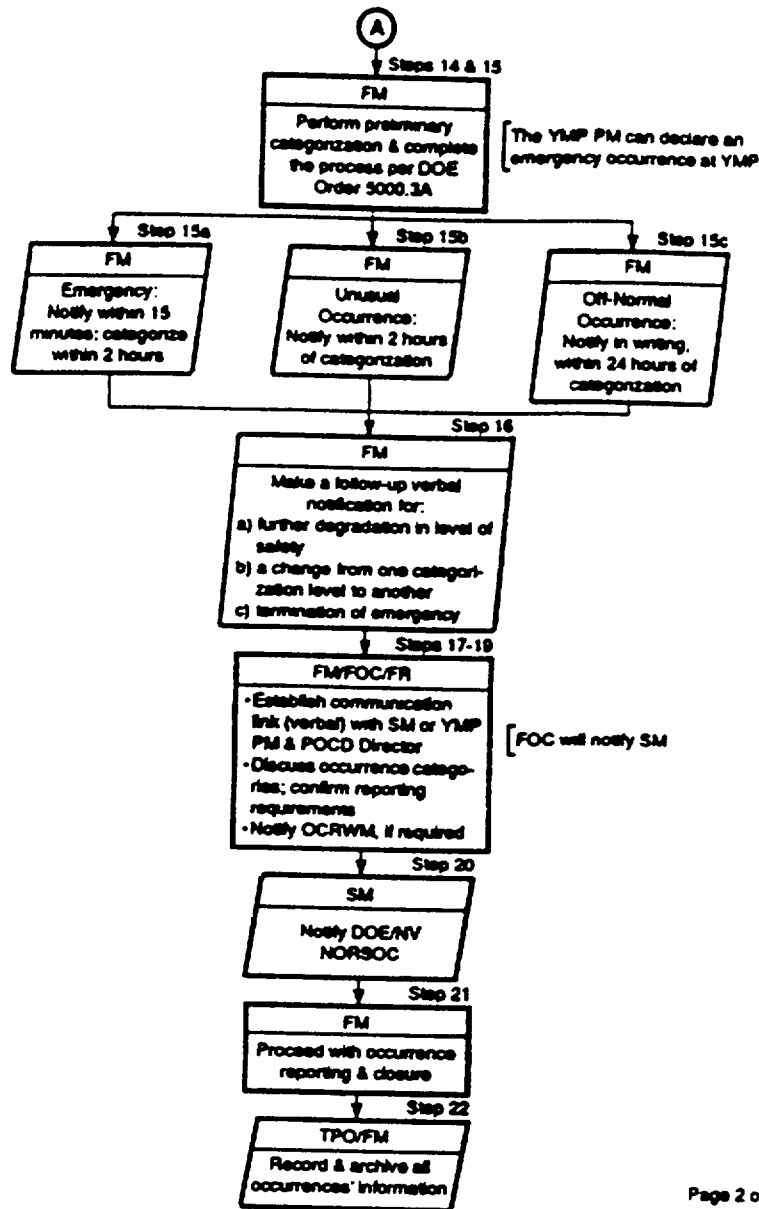 A
Steps 14 & 15
FM
Perform preliminary
categorization & complete
the process per DOE
Order 5000.3A
The YMP PM can declare an
emergency occurrence at YMP
Step 15a
FM
Emergency:
Notify within 15
minutes; categorize
within 2 hours
Step 15b
FM
Unusual
Occurrence:
Notify within 2 hours
of categorization
Step 15c
FM
Off-Normal
Occurrence:
Notify in writing,
within 24 hours of
categorization
Step 16
FM
Make a follow-up verbal
notification for:
a) further degradation in level of
safety
b) a change from one categori-
zation level to another
c) termination of emergency
Steps 17-19
FM/FOC/FR
• Establish communication
link (verbal) with SM or YMP
PM & POCD Director
• Discuss occurrence catego-
ries; confirm reporting
requirements
• Notify OCRWM, if required
FOC will notify SM
Step 20
SM
Notify DOE/NV
NORSOC
Step 21
FM
Proceed with occurrence
reporting & closure
Step 22
TPO/FM
Record & archive all
occurrences' information
Page 2 o